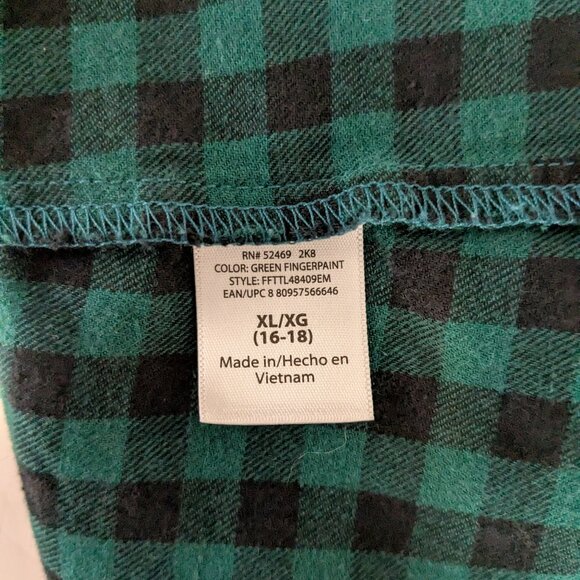 RN# 52469 2K8
COLOR: GREEN FINGERPAINT
STYLE: FFTTL48409EM
EAN/UPC 8 80957566646
XL/XG
(16-18)
Made in/Hecho en
Vietnam